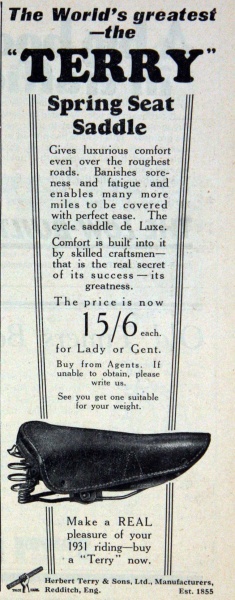 The World's greatest
—the
"TERRY"
Spring Seat
Saddle
Gives luxurious comfort
even over the roughest
roads. Banishes sore-
ness and fatigue and
enables many more
miles to be covered
with perfect ease. The
cycle saddle de Luxe.
Comfort is built into it
by skilled craftsmen—
that is the real secret
of its success—its
greatness.
The price is now
15/6 each.
for Lady or Gent.
Buy from Agents. If
unable to obtain, please
write us.
See you get one suitable
for your weight.
Make a REAL
pleasure of your
1931 riding—buy
a "Terry" now.
Herbert Terry & Sons, Ltd., Manufacturers,
Redditch, Eng. Est. 1855